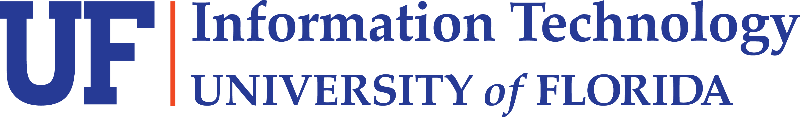 UF
Information Technology
UNIVERSITY of FLORIDA